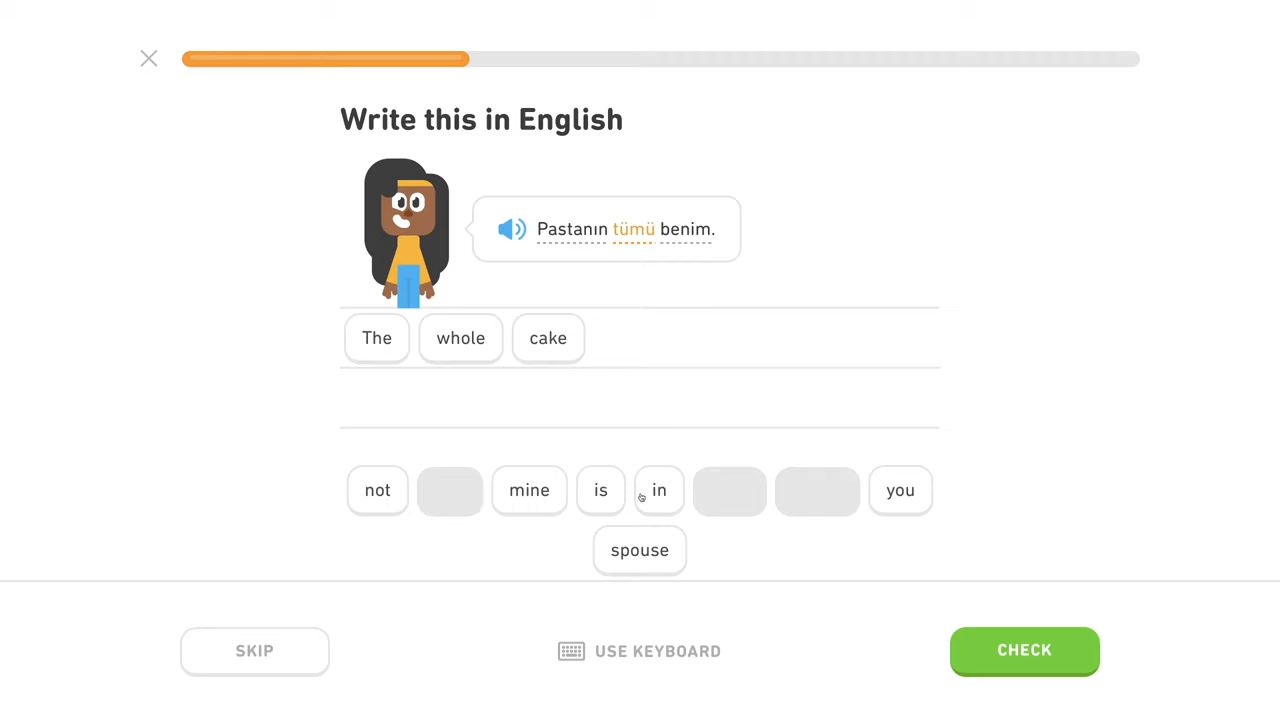 Write this in English
Pastanın tümü benim.
The whole cake
not mine is in you
spouse
SKIP USE KEYBOARD CHECK